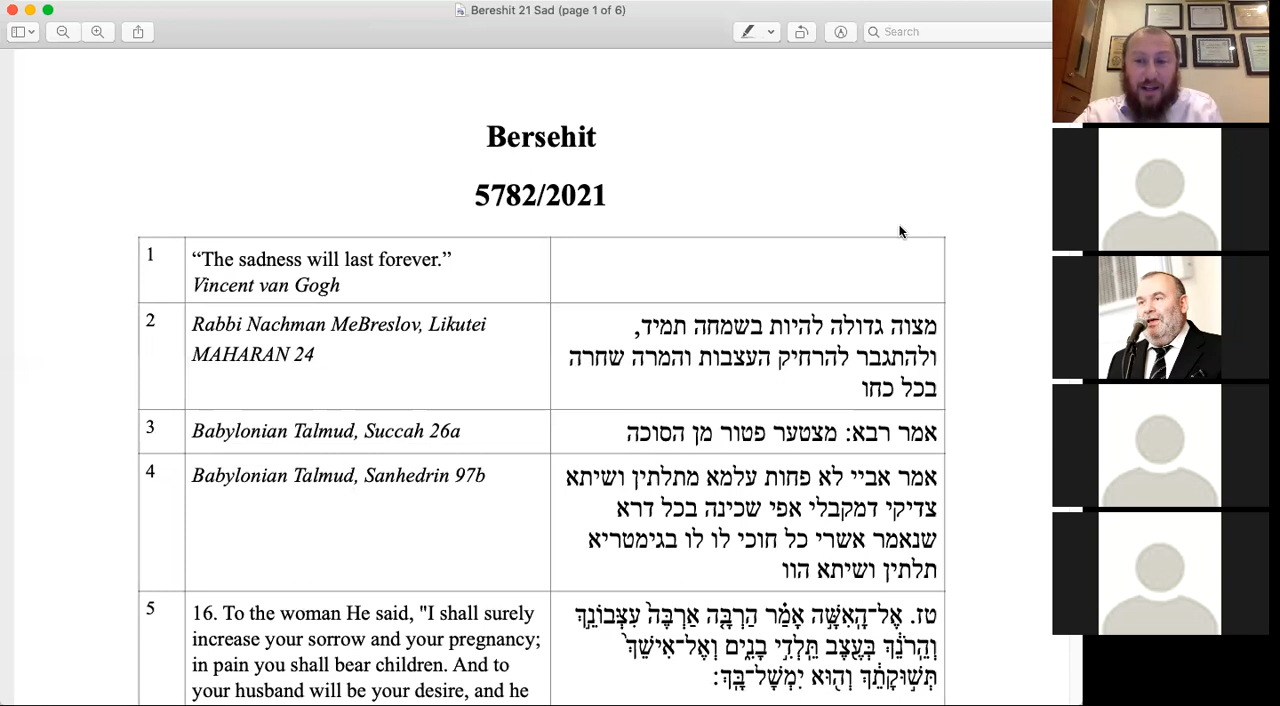 Bereshit 21 Sad (page 1 of 6)
Search
Bersehit
5782/2021
1
“The sadness will last forever.”
Vincent van Gogh
2
Rabbi Nachman MeBreslov, Likutei
MAHARAN 24
מצוה גדולה להיות בשמחה תמיד,
ולהתגבר להרחיק העצבות והמרה שחרה
בכל כחו
3
Babylonian Talmud, Succah 26a
אמר רבא: מצטער פטור מן הסוכה
4
Babylonian Talmud, Sanhedrin 97b
אמר אביי לא פחות עלמא מתלתין ושיתא
צדיקי דמקבלי אפי שכינה בכל דרא
שנאמר אשרי כל חוכי לו לו בגימטריא
תלתין ושיתא הוו
5
16. To the woman He said, "I shall surely
increase your sorrow and your pregnancy;
in pain you shall bear children. And to
your husband will be your desire, and he
טז. אֶל־הָֽאִשָּׁ֣ה אָמַ֗ר הַרְבָּ֤ה אַרְבֶּה֙ עִצְּבוֹנֵ֣ךְ
וְהֵֽרֹנֵ֔ךְ בְּעֶ֖צֶב תֵּֽלְדִ֣י בָנִ֑ים וְאֶל־אִישֵׁךְ֙
תְּשׁ֣וּקָתֵ֔ךְ וְה֖וּא יִמְשָׁל־בָּֽךְ: